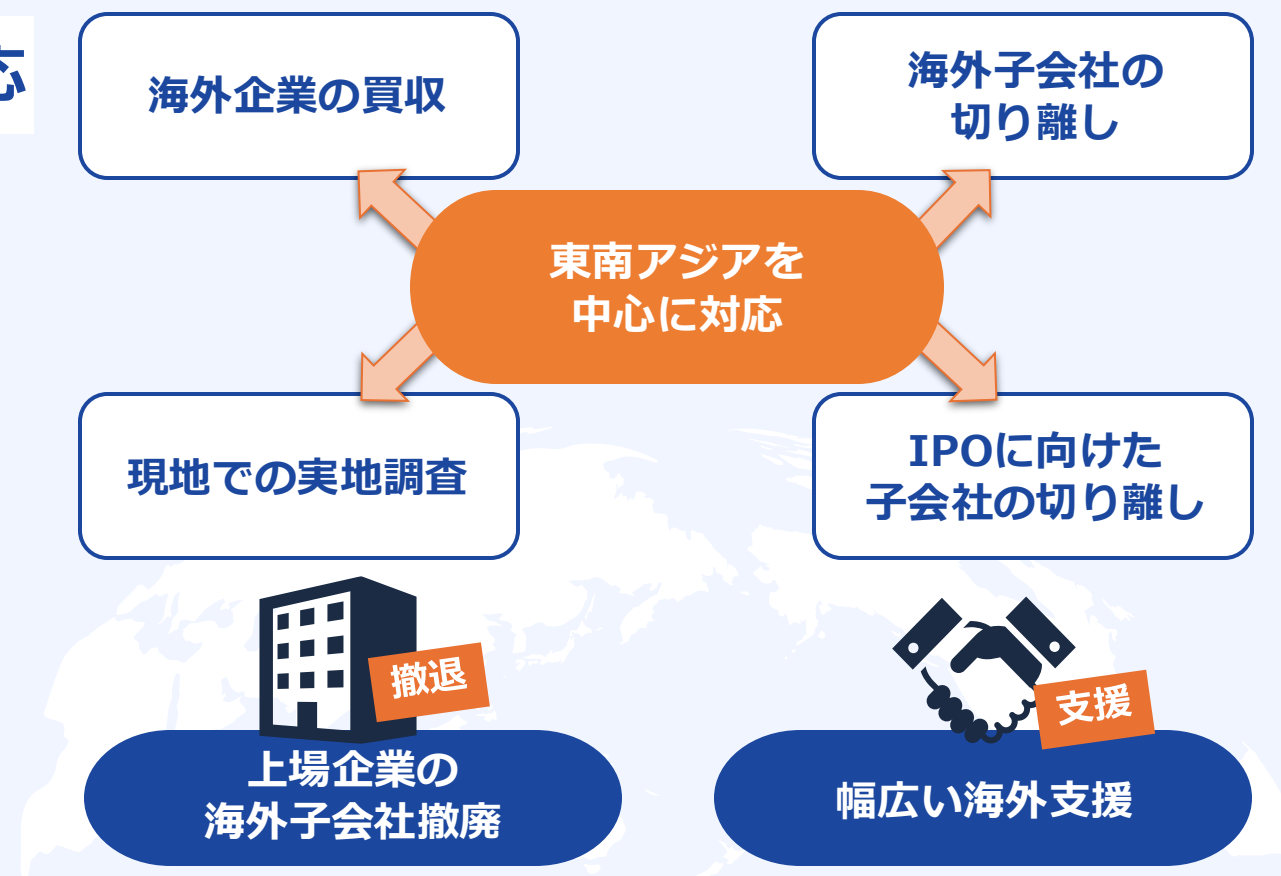 応
海外企業の買収
海外子会社の
切り離し
東南アジアを
中心に対応
現地での実地調査
IPOに向けた
子会社の切り離し
撤退
上場企業の
海外子会社撤廃
支援
幅広い海外支援